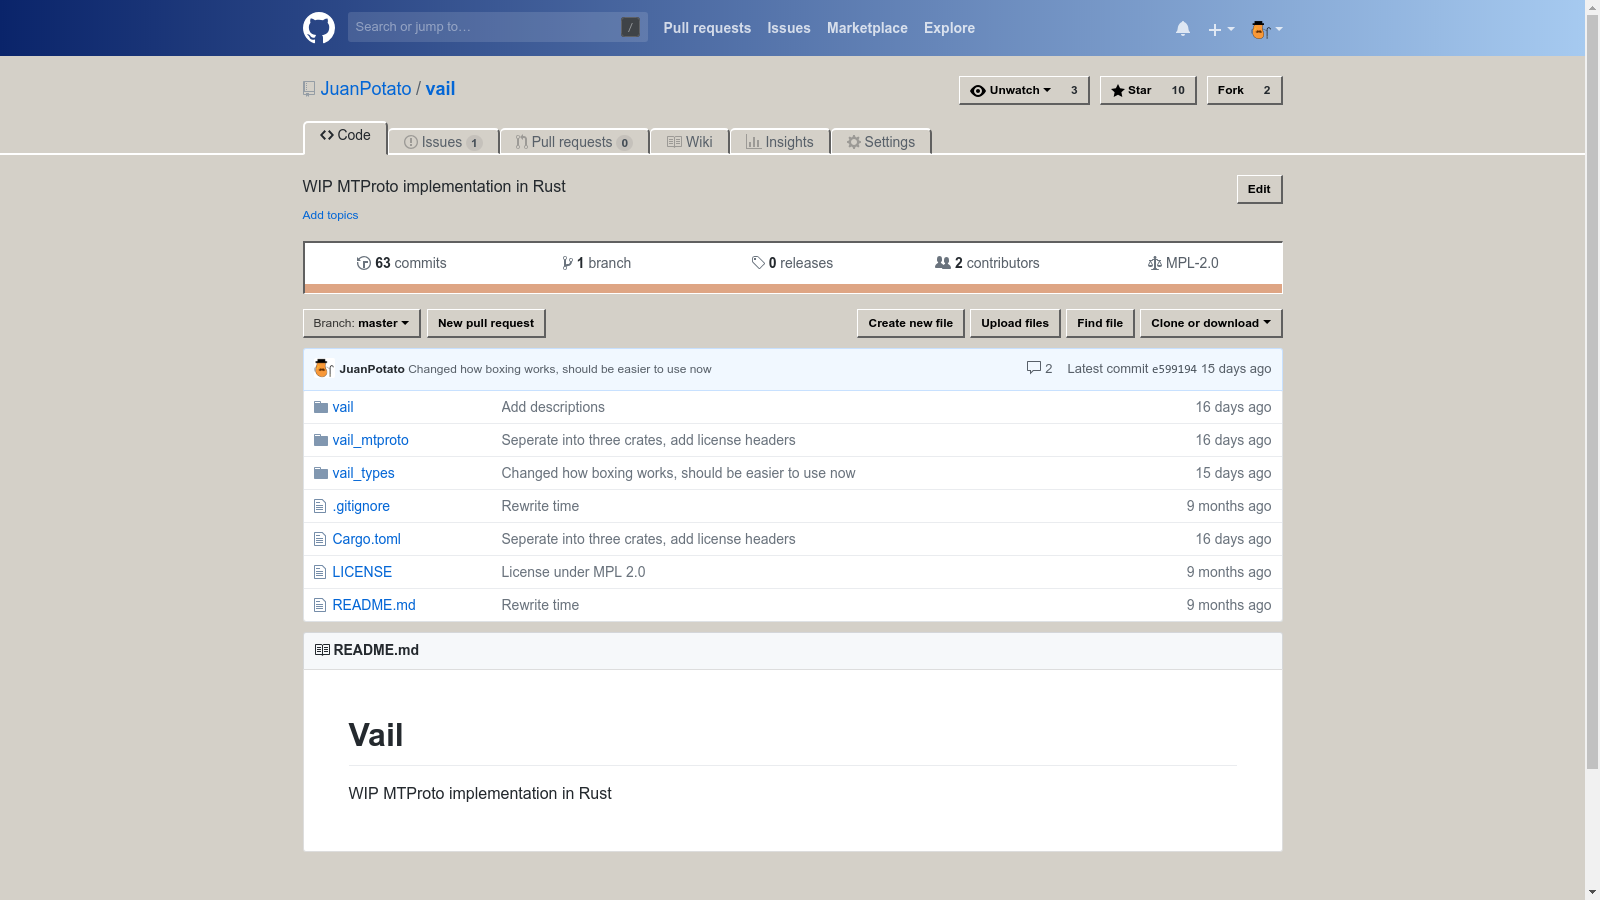 Search or jump to... / Pull requests Issues Marketplace Explore
JuanPotato / vail Unwatch 3 Star 10 Fork 2
Code Issues 1 Pull requests 0 Wiki Insights Settings
WIP MTProto implementation in Rust Edit
Add topics
63 commits 1 branch 0 releases 2 contributors MPL-2.0
Branch: master New pull request Create new file Upload files Find file Clone or download
JuanPotato Changed how boxing works, should be easier to use now 2 Latest commit e599194 15 days ago
vail Add descriptions 16 days ago
vail_mtproto Seperate into three crates, add license headers 16 days ago
vail_types Changed how boxing works, should be easier to use now 15 days ago
.gitignore Rewrite time 9 months ago
Cargo.toml Seperate into three crates, add license headers 16 days ago
LICENSE License under MPL 2.0 9 months ago
README.md Rewrite time 9 months ago
README.md
Vail
WIP MTProto implementation in Rust